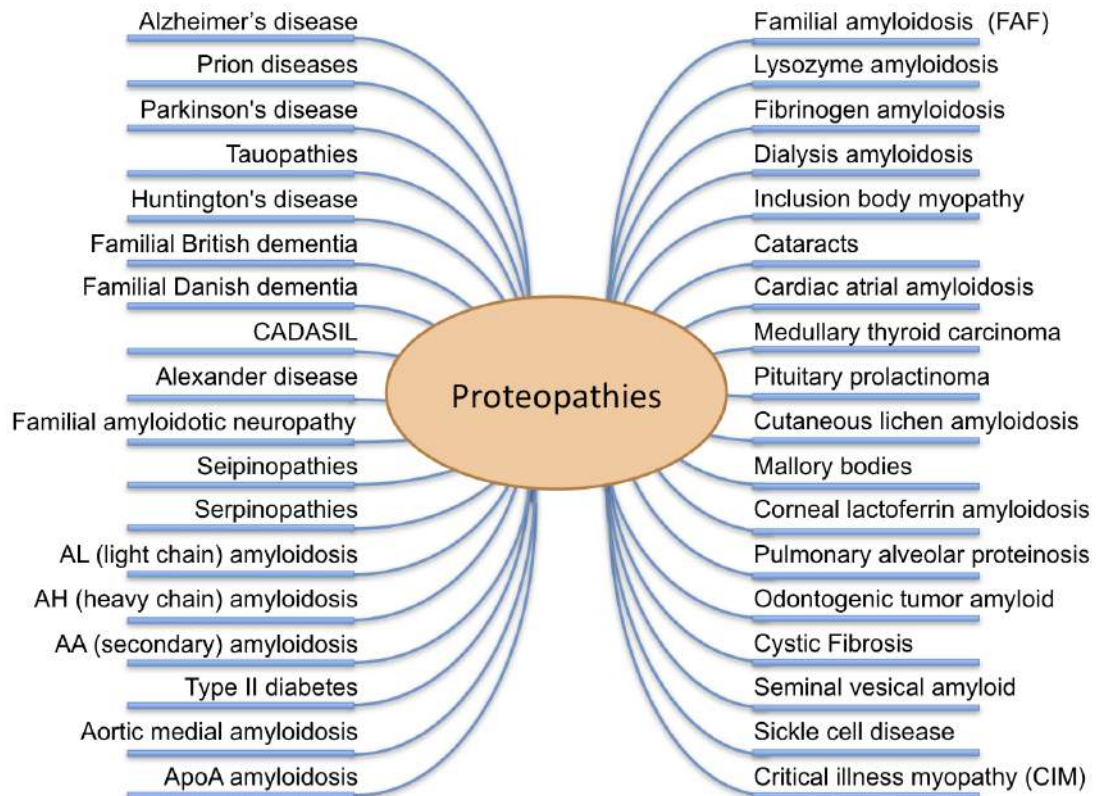 Alzheimer's disease
Prion diseases
Parkinson's disease
Tauopathies
Huntington's disease
Familial British dementia
Familial Danish dementia
CADASIL
Alexander disease
Familial amyloidotic neuropathy
Seipinopathies
Serpinopathies
AL (light chain) amyloidosis
AH (heavy chain) amyloidosis
AA (secondary) amyloidosis
Type II diabetes
Aortic medial amyloidosis
ApoA amyloidosis
Proteopathies
Familial amyloidosis (FAF)
Lysozyme amyloidosis
Fibrinogen amyloidosis
Dialysis amyloidosis
Inclusion body myopathy
Cataracts
Cardiac atrial amyloidosis
Medullary thyroid carcinoma
Pituitary prolactinoma
Cutaneous lichen amyloidosis
Mallory bodies
Corneal lactoferrin amyloidosis
Pulmonary alveolar proteinosis
Odontogenic tumor amyloid
Cystic Fibrosis
Seminal vesical amyloid
Sickle cell disease
Critical illness myopathy (CIM)